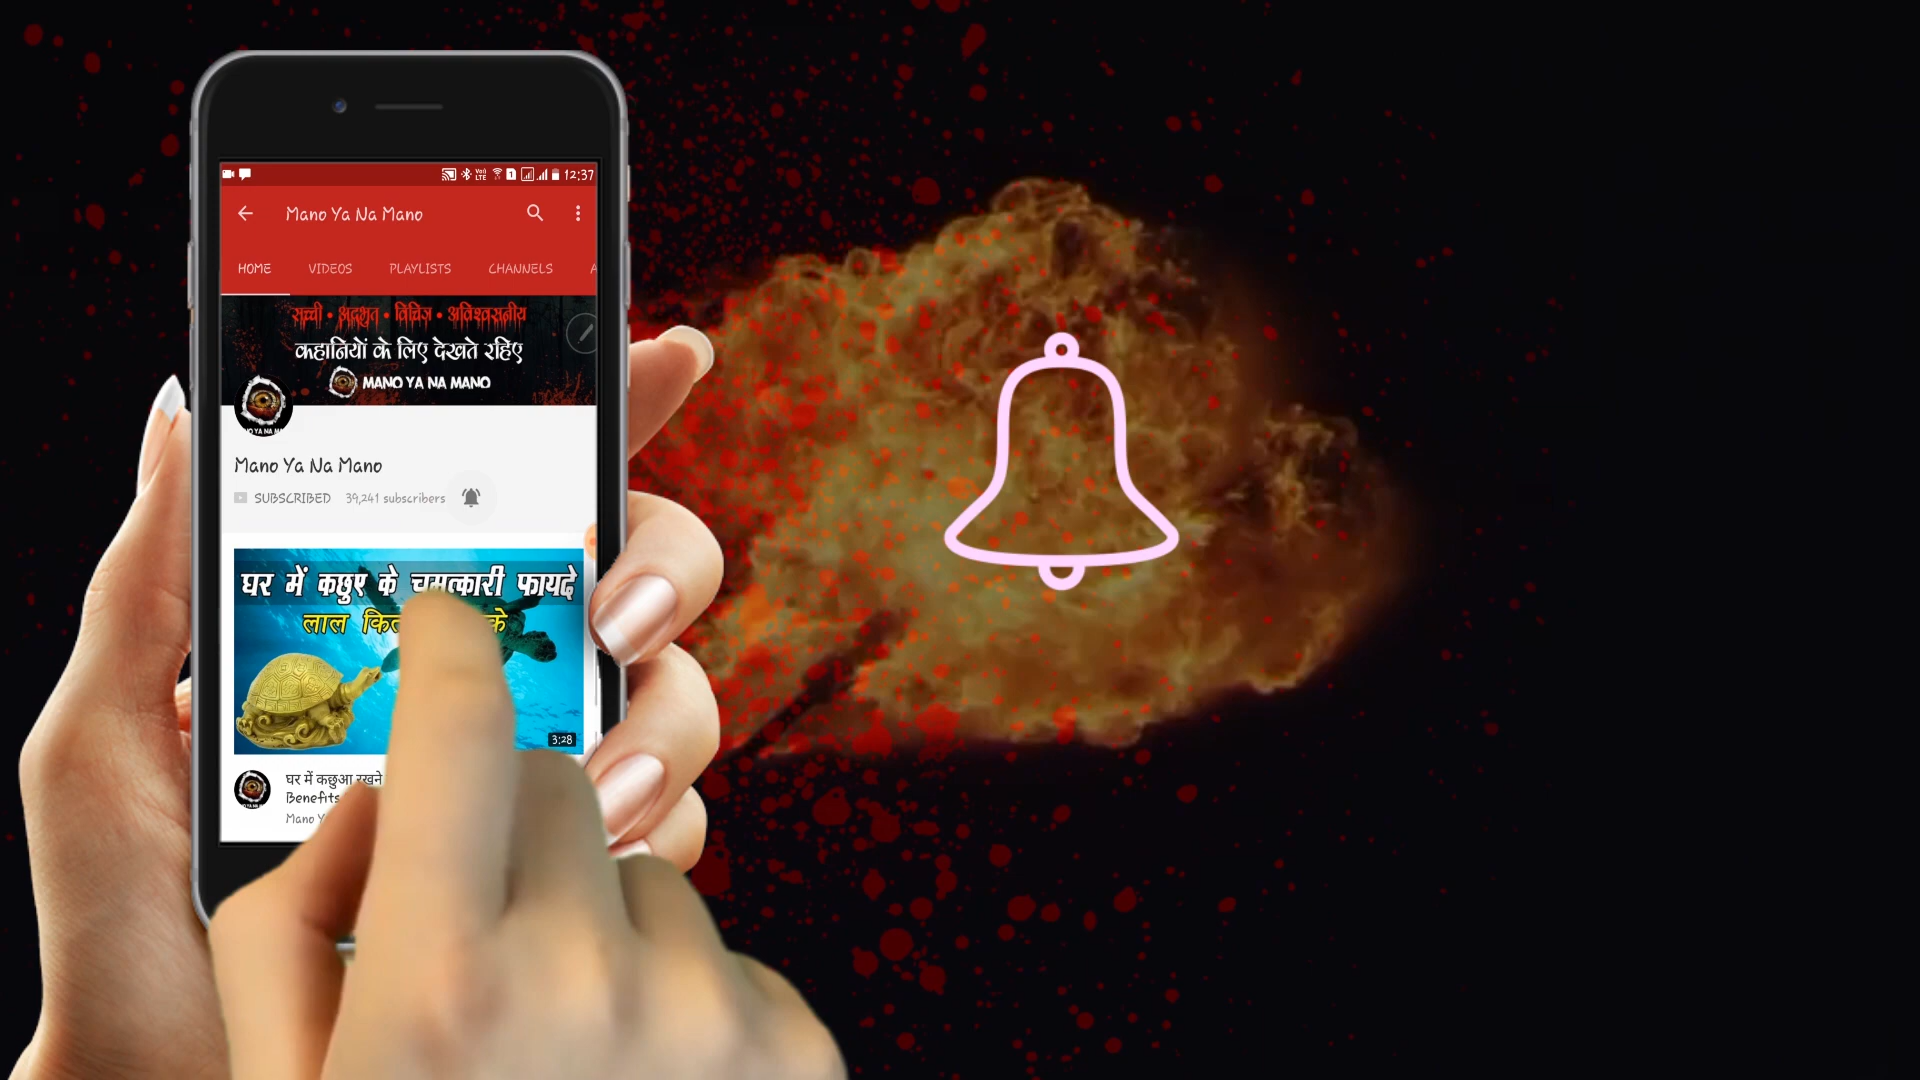 12:37
Mano Ya Na Mano
HOME VIDEOS PLAYLISTS CHANNELS
सच्ची • अद्भुत • विचित्र • अविश्वसनीय
कहानियों के लिए देखते रहिए
MANO YA NA MANO
Mano Ya Na Mano
SUBSCRIBED 39,241 subscribers
घर में कछुए के चमत्कारी फायदे
लाल के
3:28
घर में कछुआ रखने
Benefits
Mano